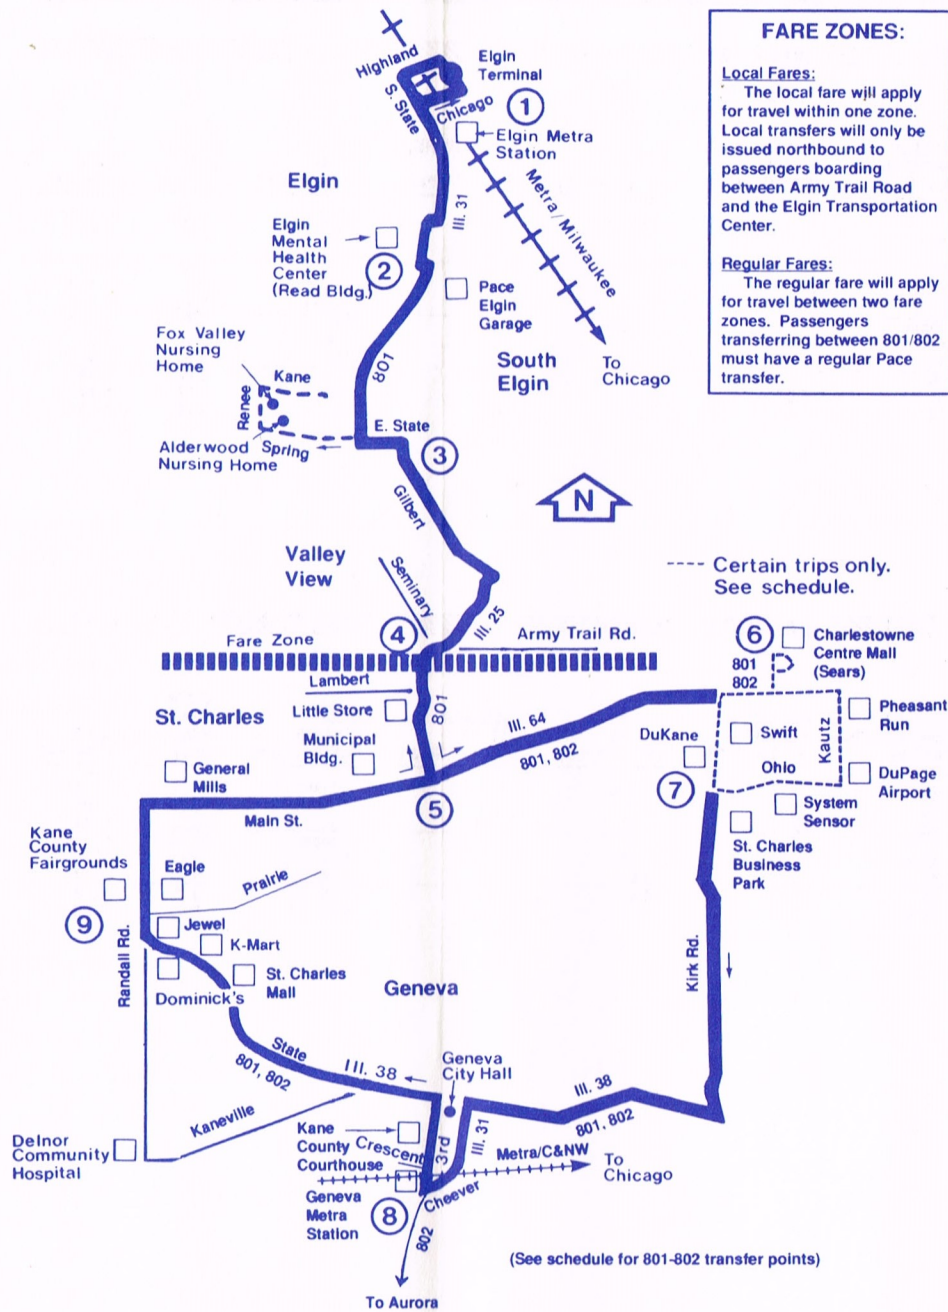 FARE ZONES:
Local Fares:
The local fare will apply
for travel within one zone.
Local transfers will only be
issued northbound to
passengers boarding
between Army Trail Road
and the Elgin Transportation
Center.
Regular Fares:
The regular fare will apply
for travel between two fare
zones. Passengers
transferring between 801/802
must have a regular Pace
transfer.
Highland
Elgin
Terminal
S. State
Chicago
1
Elgin Metra
Station
Elgin
Ill. 31
Metra/Milwaukee
Elgin
Mental
Health
Center
(Read Bldg.)
2
Pace
Elgin
Garage
To
Chicago
South
Elgin
801
Fox Valley
Nursing
Home
Kane
Renee
E. State
Alderwood
Nursing Home
Spring
3
Gilbert
N
Valley
View
Seminary
---- Certain trips only.
See schedule.
Ill. 25
4
Fare Zone
Army Trail Rd.
6
801
802
Charlestowne
Centre Mall
(Sears)
Lambert
St. Charles
Little Store
801
Ill. 64
801, 802
Municipal
Bldg.
DuKane
Swift
Kautz
Pheasant
Run
Ohio
DuPage
Airport
General
Mills
7
5
Main St.
System
Sensor
St. Charles
Business
Park
Kane
County
Fairgrounds
Eagle
Prairie
9
Jewel
K-Mart
Randall Rd.
St. Charles
Mall
Dominick's
Geneva
Kirk Rd.
State
801, 802
Ill. 38
Geneva
City Hall
Ill. 38
801, 802
Kaneville
Delnor
Community
Hospital
Kane
County
Courthouse
Crescent
3rd
Ill. 31
Metra/C&NW
To
Chicago
Geneva
Metra
Station
8
Cheever
802
(See schedule for 801-802 transfer points)
To Aurora